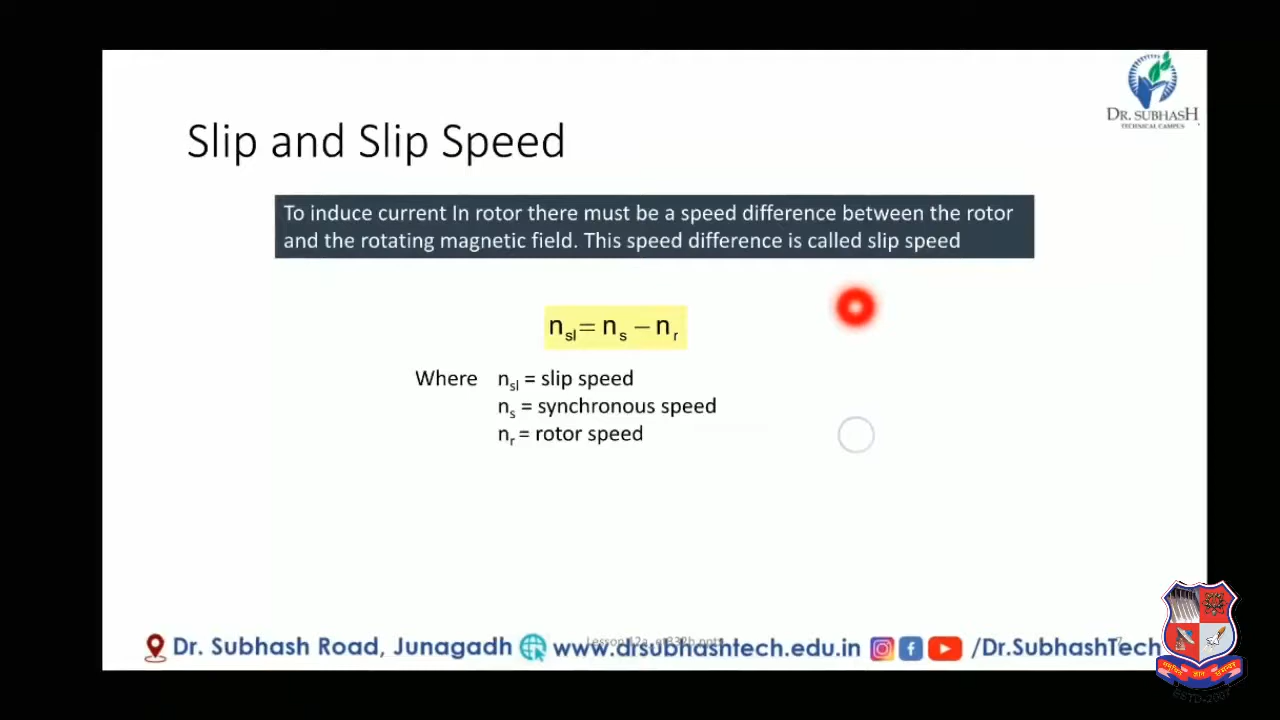 DR. SUBHASH
TECHNICAL CAMPUS
Slip and Slip Speed
To induce current In rotor there must be a speed difference between the rotor
and the rotating magnetic field. This speed difference is called slip speed
nsl= ns − nr
Where nsl = slip speed
ns = synchronous speed
nr = rotor speed
Dr. Subhash Road, Junagadh www.drsubhashtech.edu.in /Dr.SubhashTech
ESTD-2007